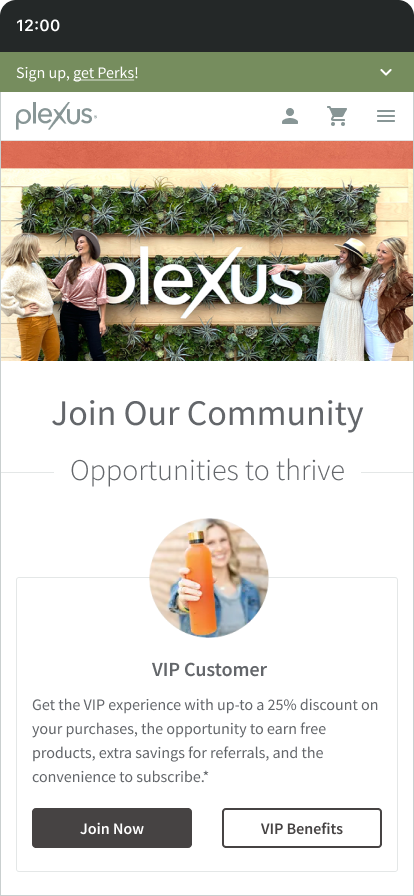 12:00
Sign up, get Perks!
plexus
plexus
Join Our Community
Opportunities to thrive
VIP Customer
Get the VIP experience with up-to a 25% discount on
your purchases, the opportunity to earn free
products, extra savings for referrals, and the
convenience to subscribe.*
Join Now
VIP Benefits